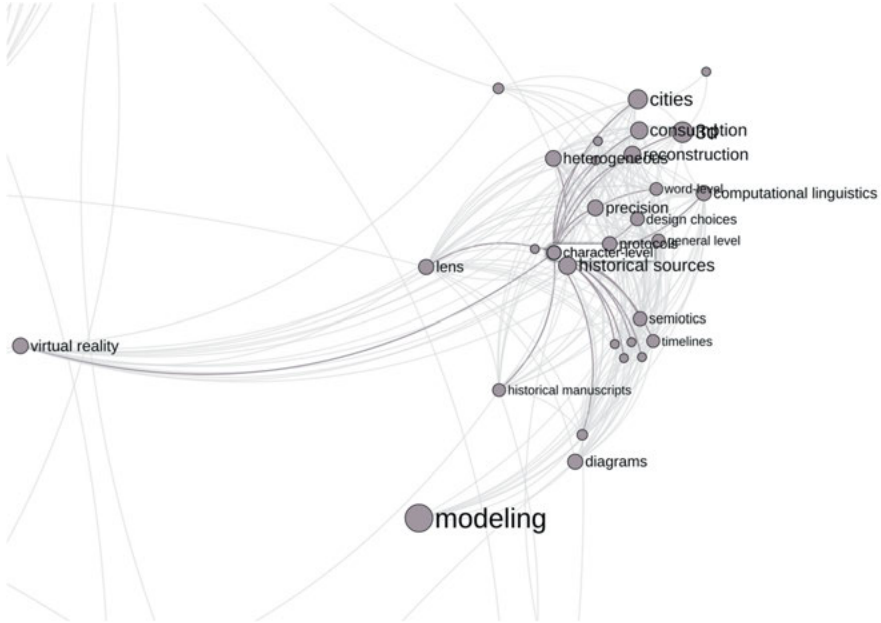 cities
consumption
3d
reconstruction
heterogeneous
word-level
computational linguistics
precision
design choices
protocols
general level
character-level
historical sources
lens
semiotics
timelines
virtual reality
historical manuscripts
diagrams
modeling